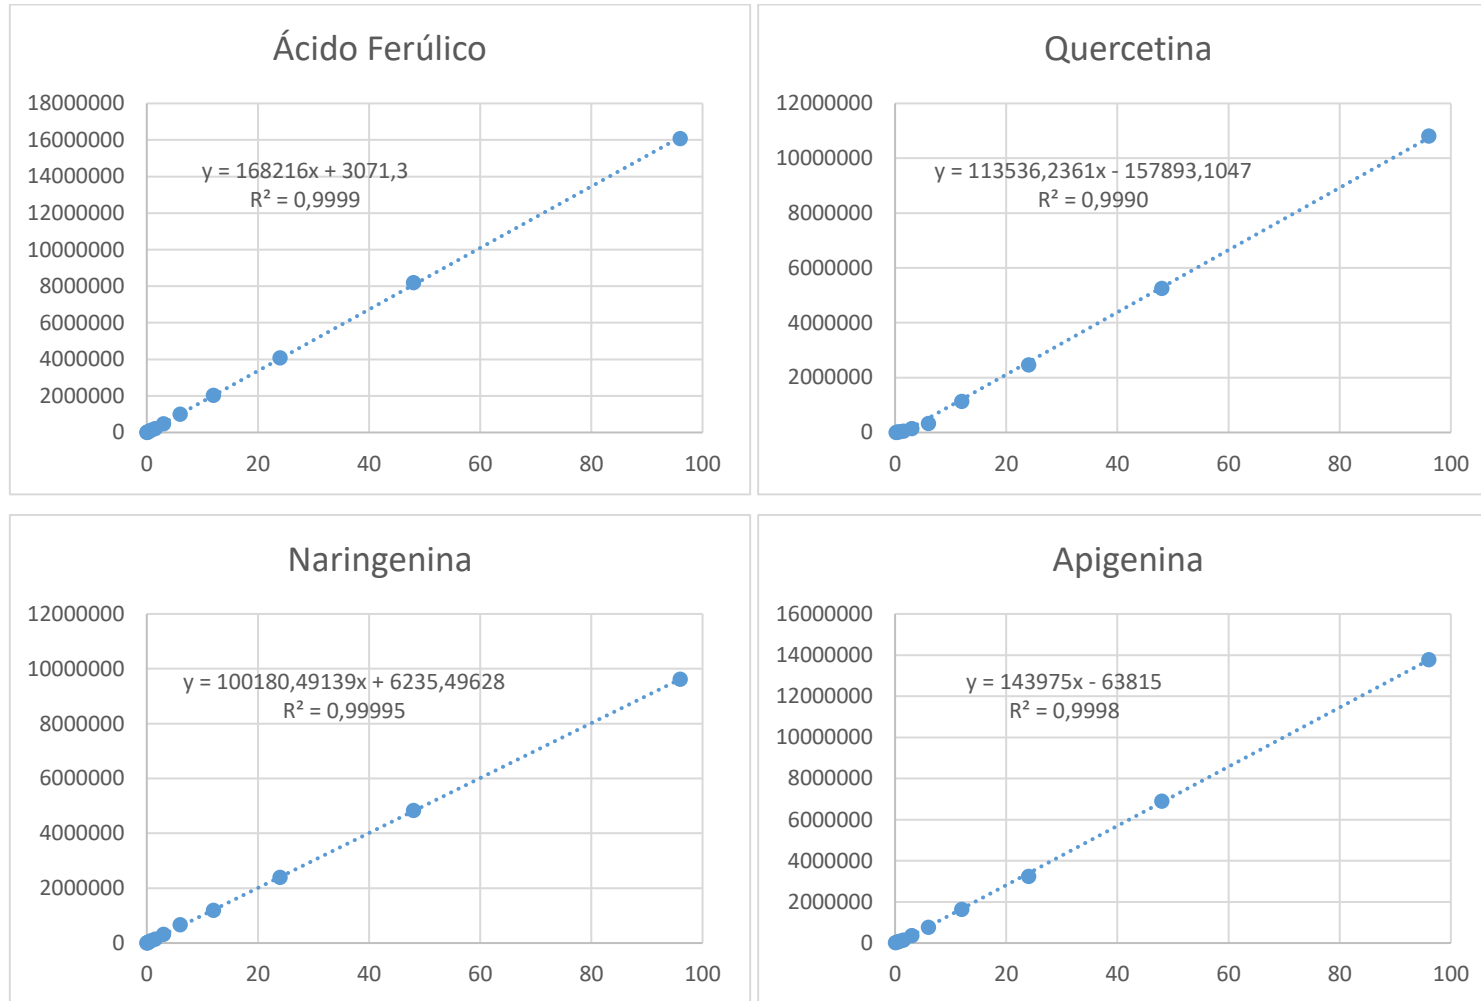 Ácido Ferúlico
18000000
16000000
14000000
12000000
10000000
8000000
6000000
4000000
2000000
0
y = 168216x + 3071,3
R² = 0,9999
0 20 40 60 80 100
Quercetina
12000000
10000000
8000000
6000000
4000000
2000000
0
y = 113536,2361x - 157893,1047
R² = 0,9990
0 20 40 60 80 100
Naringenina
12000000
10000000
8000000
6000000
4000000
2000000
0
y = 100180,49139x + 6235,49628
R² = 0,99995
0 20 40 60 80 100
Apigenina
16000000
14000000
12000000
10000000
8000000
6000000
4000000
2000000
0
y = 143975x - 63815
R² = 0,9998
0 20 40 60 80 100